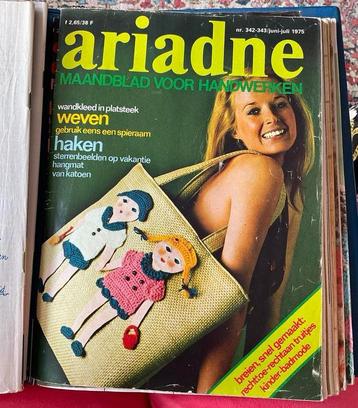 f 2,65/38 F
nr. 342-343/juni-juli 1975
ariadne
MAANDBLAD VOOR HANDWERKEN
wandkleed in platsteek
weven
gebruik eens een spieraam
haken
sterrenbeelden op vakantie
hangmat
van katoen
breien, snel gemaakt:
rechttoe-rechtaan truitjes
kinder-badmode